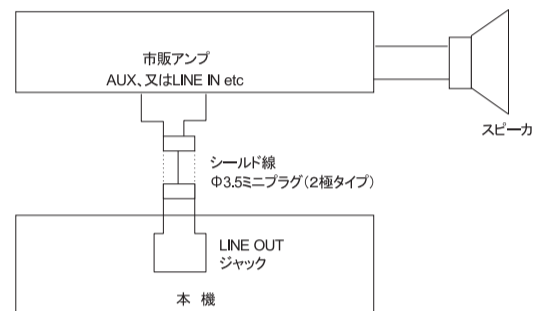 市販アンプ
AUX、又はLINE IN etc
スピーカ
シールド線
Φ3.5ミニプラグ(2極タイプ)
LINE OUT
ジャック
本 機